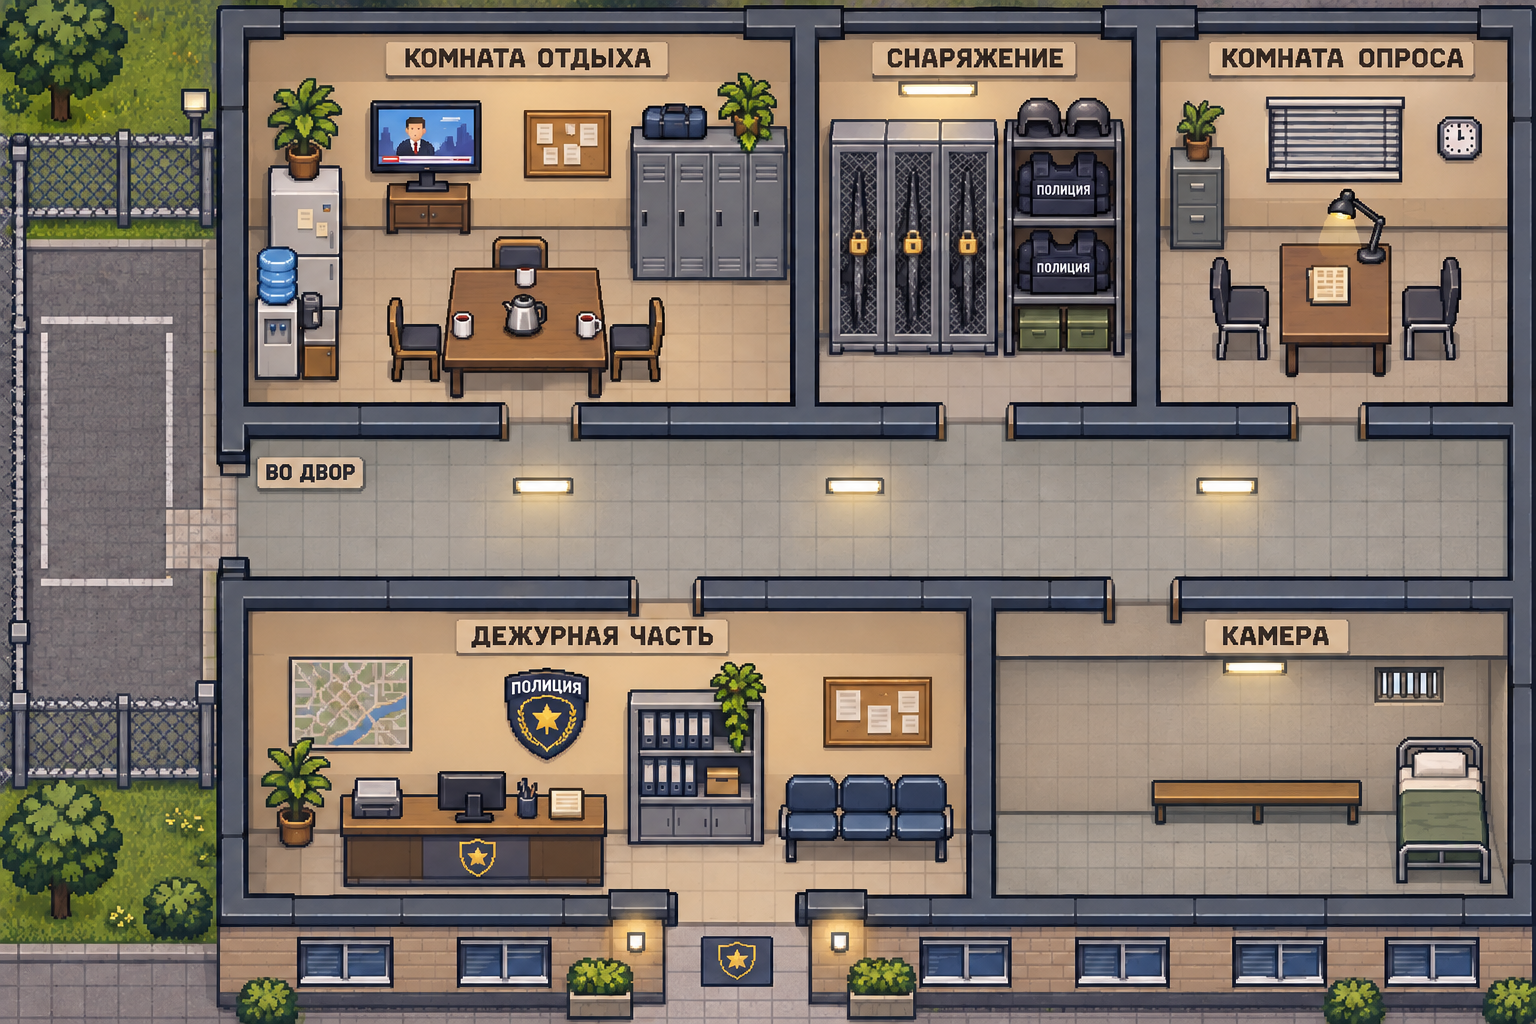 КОМНАТА ОТДЫХА
СНАРЯЖЕНИЕ
КОМНАТА ОПРОСА
ПОЛИЦИЯ
ПОЛИЦИЯ
ВО ДВОР
ДЕЖУРНАЯ ЧАСТЬ
КАМЕРА
ПОЛИЦИЯ